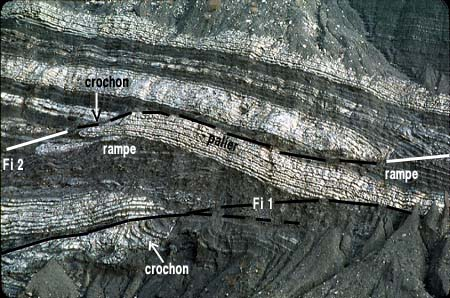 crochon
Fi 2
rampe
palier
rampe
Fi 1
crochon